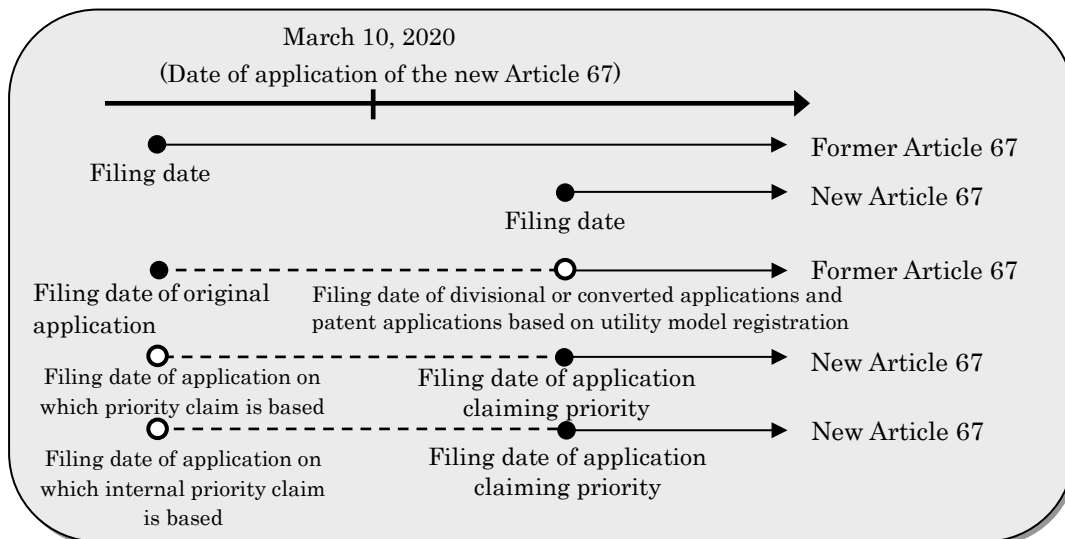 March 10, 2020
(Date of application of the new Article 67)
Former Article 67
Filing date
New Article 67
Filing date
Former Article 67
Filing date of original
application
Filing date of divisional or converted applications and
patent applications based on utility model registration
New Article 67
Filing date of application on
which priority claim is based
Filing date of application
claiming priority
New Article 67
Filing date of application on
which internal priority claim
is based
Filing date of application
claiming priority